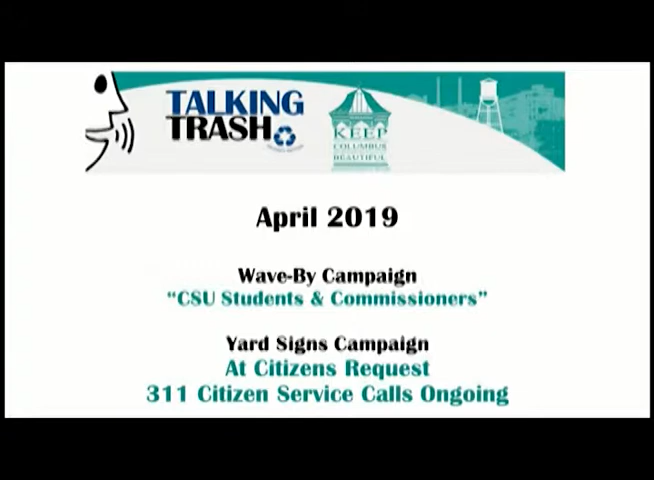 TALKING
TRASH
KEEP
COLUMBUS
BEAUTIFUL
April 2019
Wave-By Campaign
“CSU Students & Commissioners”
Yard Signs Campaign
At Citizens Request
311 Citizen Service Calls Ongoing